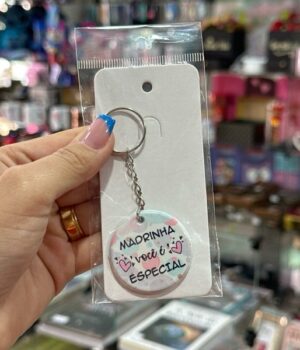 MADRINHA
você é
ESPECIAL